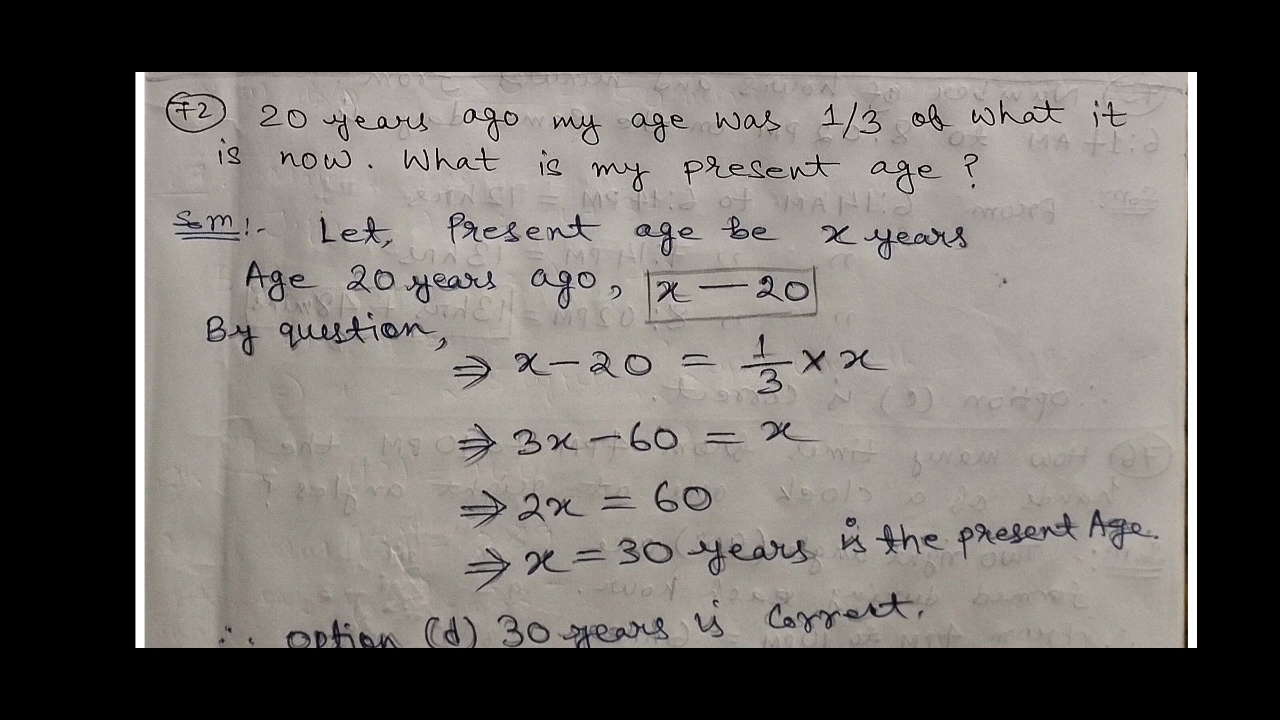 72 20 years ago my age was 1/3 of what it
is now. What is my present age ?
Som:- Let, Present age be x years
Age 20 years ago, x - 20
By question,
⇒ x - 20 = 1/3 × x
⇒ 3x - 60 = x
⇒ 2x = 60
⇒ x = 30 years is the present Age.
∴ option (d) 30 years is Correct.